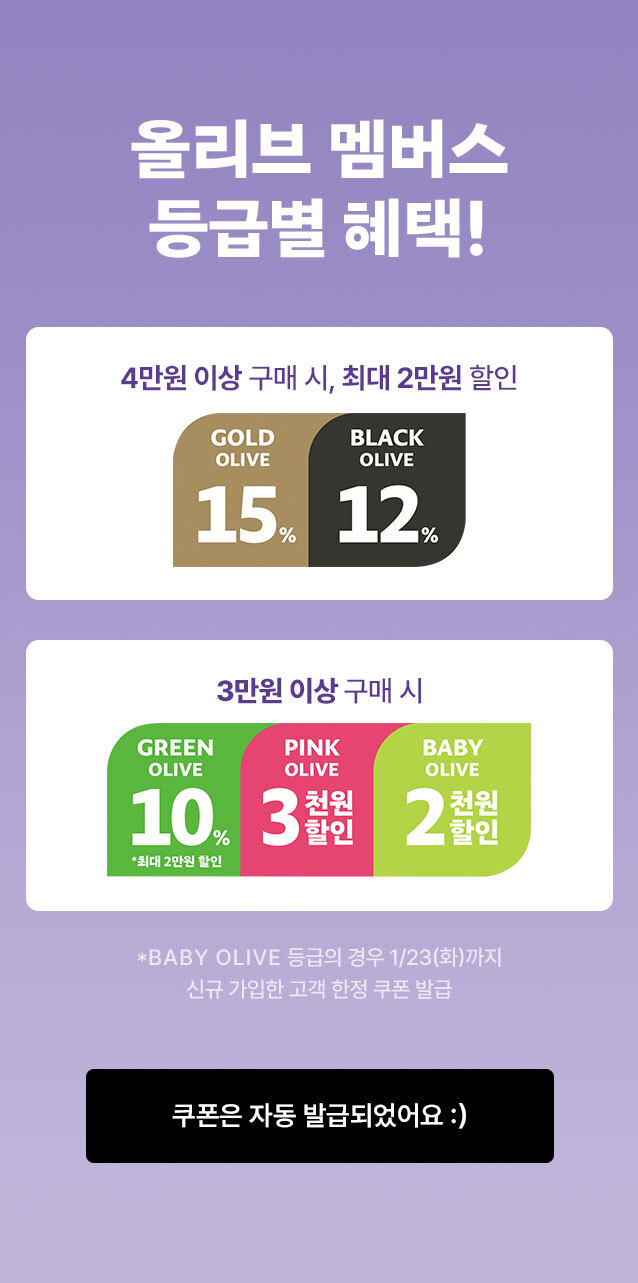 올리브 멤버스
등급별 혜택!
4만원 이상 구매 시, 최대 2만원 할인
GOLD
OLIVE
15%
BLACK
OLIVE
12%
3만원 이상 구매 시
GREEN
OLIVE
10%
*최대 2만원 할인
PINK
OLIVE
3천원
할인
BABY
OLIVE
2천원
할인
*BABY OLIVE 등급의 경우 1/23(화)까지
신규 가입한 고객 한정 쿠폰 발급
쿠폰은 자동 발급되었어요 :)